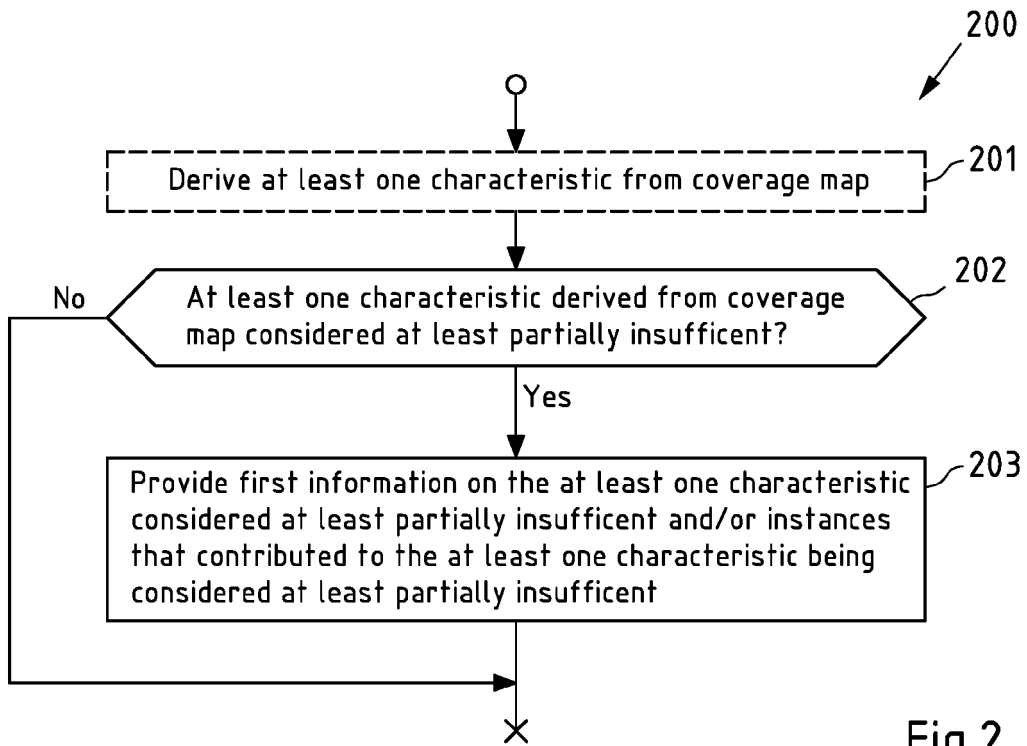 200
Derive at least one characteristic from coverage map
201
202
No
At least one characteristic derived from coverage
map considered at least partially insufficient?
Yes
203
Provide first information on the at least one characteristic
considered at least partially insufficent and/or instances
that contributed to the at least one characteristic being
considered at least partially insufficent
Fig.2